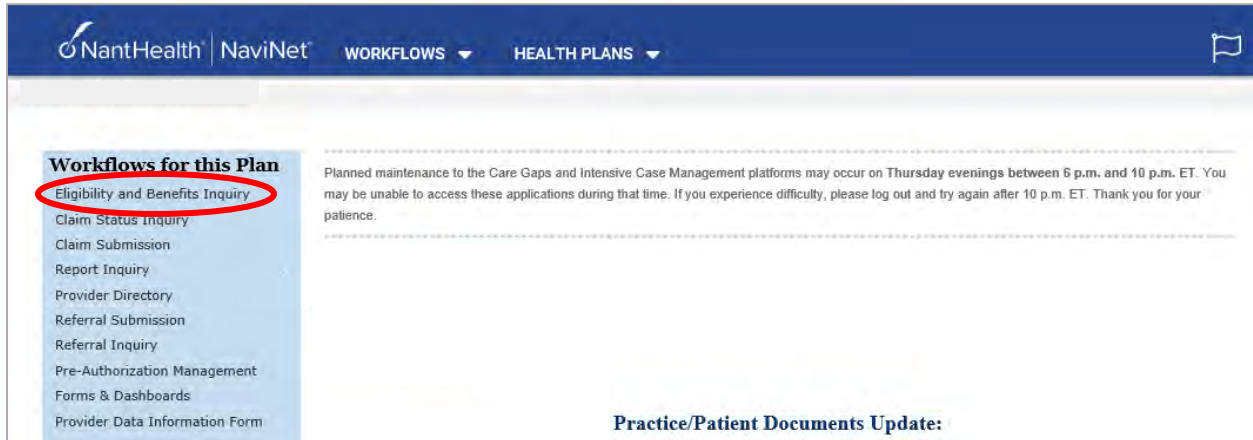 NantHealth | NaviNet WORKFLOWS HEALTH PLANS
Workflows for this Plan
Eligibility and Benefits Inquiry
Claim Status Inquiry
Claim Submission
Report Inquiry
Provider Directory
Referral Submission
Referral Inquiry
Pre-Authorization Management
Forms & Dashboards
Provider Data Information Form
Planned maintenance to the Care Gaps and Intensive Case Management platforms may occur on Thursday evenings between 6 p.m. and 10 p.m. ET. You
may be unable to access these applications during that time. If you experience difficulty, please log out and try again after 10 p.m. ET. Thank you for your
patience.
Practice/Patient Documents Update: